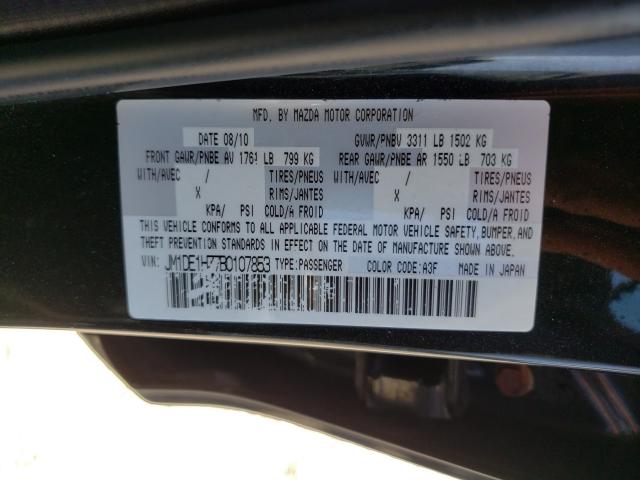 MFD. BY MAZDA MOTOR CORPORATION
DATE 08/10 GVWR/PNBV 3311 LB 1502 KG
FRONT GAWR/PNBE AV 1761 LB 799 KG REAR GAWR/PNBE AR 1550 LB 703 KG
WITH/AVEC / TIRES/PNEUS WITH/AVEC / TIRES/PNEUS
X RIMS/JANTES X RIMS/JANTES
KPA/ PSI COLD/A FROID KPA/ PSI COLD/A FROID
THIS VEHICLE CONFORMS TO ALL APPLICABLE FEDERAL MOTOR VEHICLE SAFETY, BUMPER, AND
THEFT PREVENTION STANDARDS IN EFFECT ON THE DATE OF MANUFACTURE SHOWN ABOVE.
VIN: JM1DE1HZ7B0107853 TYPE:PASSENGER COLOR CODE:A3F MADE IN JAPAN